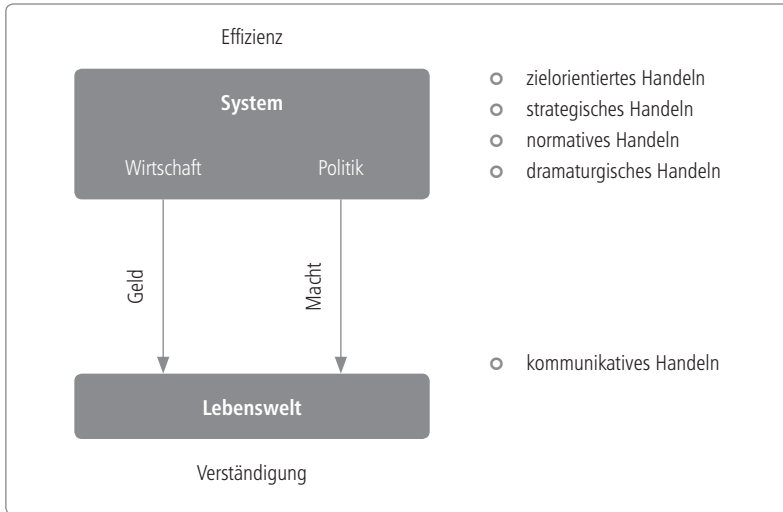 Effizienz
System
Wirtschaft Politik
zielorientiertes Handeln
strategisches Handeln
normatives Handeln
dramaturgisches Handeln
Geld
Macht
kommunikatives Handeln
Lebenswelt
Verständigung